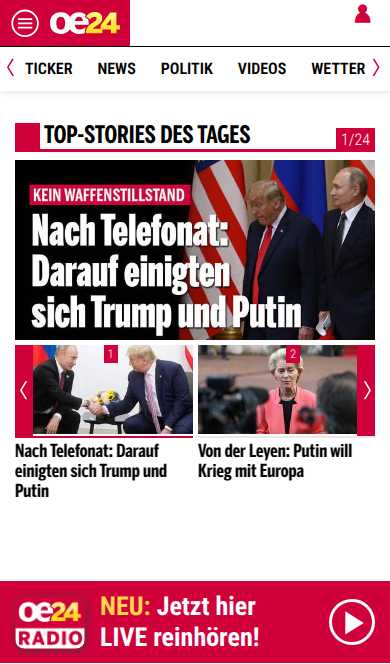 oe24
TICKER NEWS POLITIK VIDEOS WETTER
TOP-STORIES DES TAGES
1/24
KEIN WAFFENSTILLSTAND
Nach Telefonat:
Darauf einigten
sich Trump und Putin
1
2
Nach Telefonat: Darauf
einigten sich Trump und
Putin
Von der Leyen: Putin will
Krieg mit Europa
oe24
RADIO
NEU: Jetzt hier
LIVE reinhören!